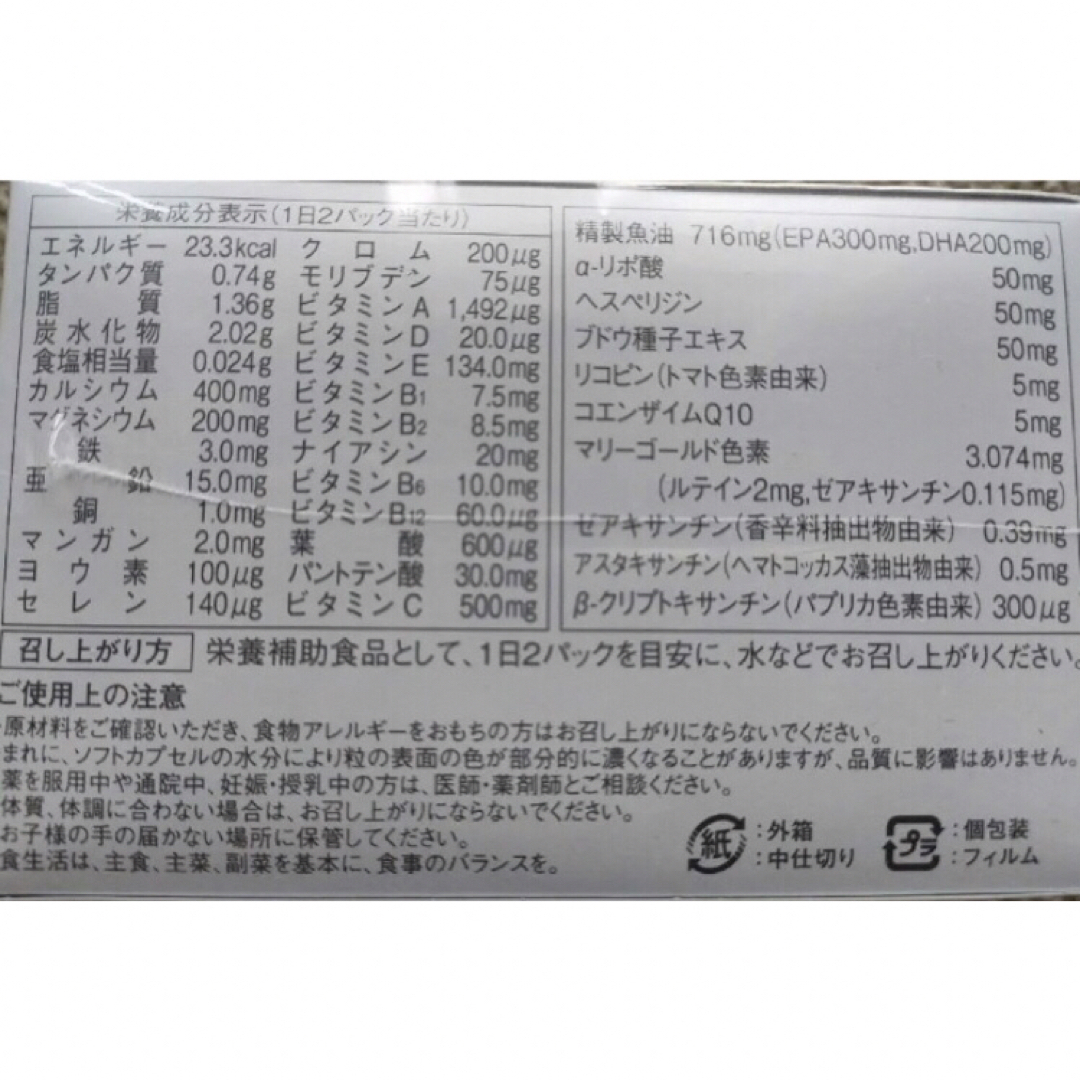 栄養成分表示(1日2パック当たり)
エネルギー 23.3kcal
タンパク質 0.74g
脂質 1.36g
炭水化物 2.02g
食塩相当量 0.024g
カルシウム 400mg
マグネシウム 200mg
鉄 3.0mg
亜鉛 15.0mg
銅 1.0mg
マンガン 2.0mg
ヨウ素 100μg
セレン 140μg
クロム 200μg
モリブデン 75μg
ビタミンA 1,492μg
ビタミンD 20.0μg
ビタミンE 134.0mg
ビタミンB1 7.5mg
ビタミンB2 8.5mg
ナイアシン 20mg
ビタミンB6 10.0mg
ビタミンB12 60.0μg
葉酸 600μg
パントテン酸 30.0mg
ビタミンC 500mg
精製魚油 716mg(EPA300mg,DHA200mg)
α-リポ酸 50mg
ヘスペリジン 50mg
ブドウ種子エキス 50mg
リコピン(トマト色素由来) 5mg
コエンザイムQ10 5mg
マリーゴールド色素 3.074mg
(ルテイン2mg,ゼアキサンチン0.115mg)
ゼアキサンチン(香辛料抽出物由来) 0.39mg
アスタキサンチン(ヘマトコッカス藻抽出物由来) 0.5mg
β-クリプトキサンチン(パプリカ色素由来) 300μg
召し上がり方 栄養補助食品として、1日2パックを目安に、水などでお召し上がりください。
ご使用上の注意
原材料をご確認いただき、食物アレルギーをおもちの方はお召し上がりにならないでください。
まれに、ソフトカプセルの水分により粒の表面の色が部分的に濃くなることがありますが、品質に影響はありません。
薬を服用中や通院中、妊娠・授乳中の方は、医師・薬剤師とご相談ください。
体質、体調に合わない場合は、お召し上がりにならないでください。
お子様の手の届かない場所に保管してください。
食生活は、主食、主菜、副菜を基本に、食事のバランスを。
紙 :外箱
:中仕切り
プラ :個包装
:フィルム